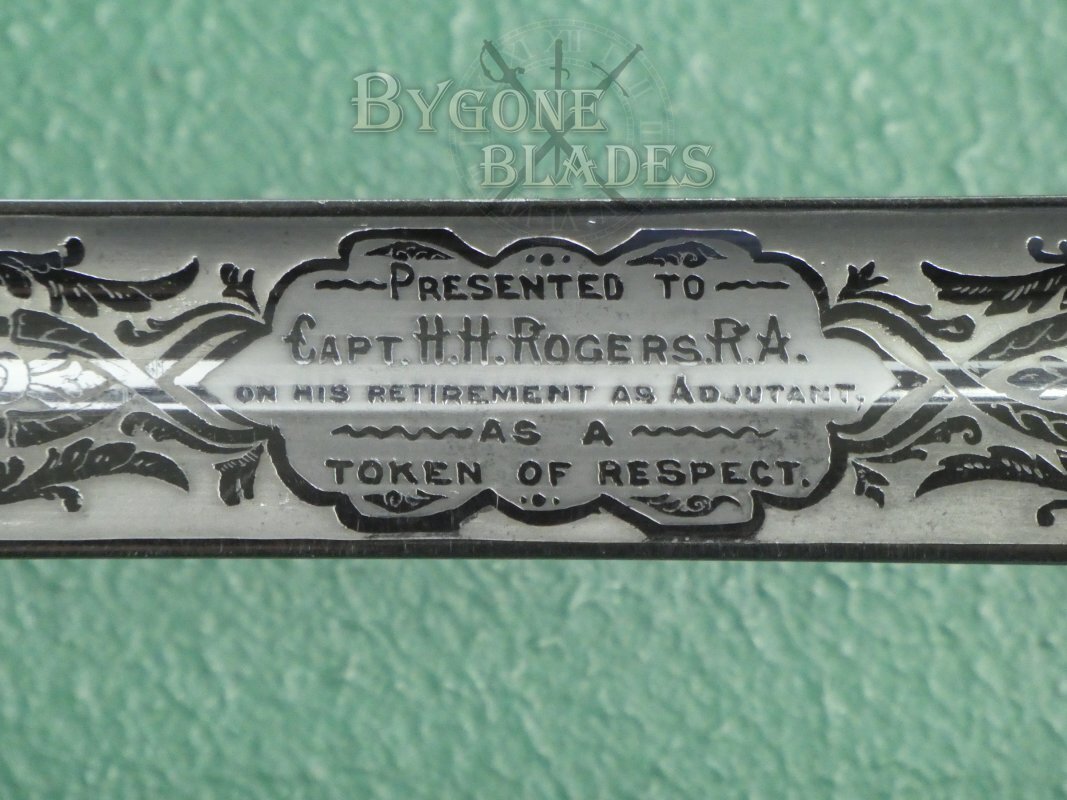 BYGONE
BLADES
PRESENTED TO
CAPT. H.H. ROGERS. R.A.
ON HIS RETIREMENT AS ADJUTANT,
AS A
TOKEN OF RESPECT.